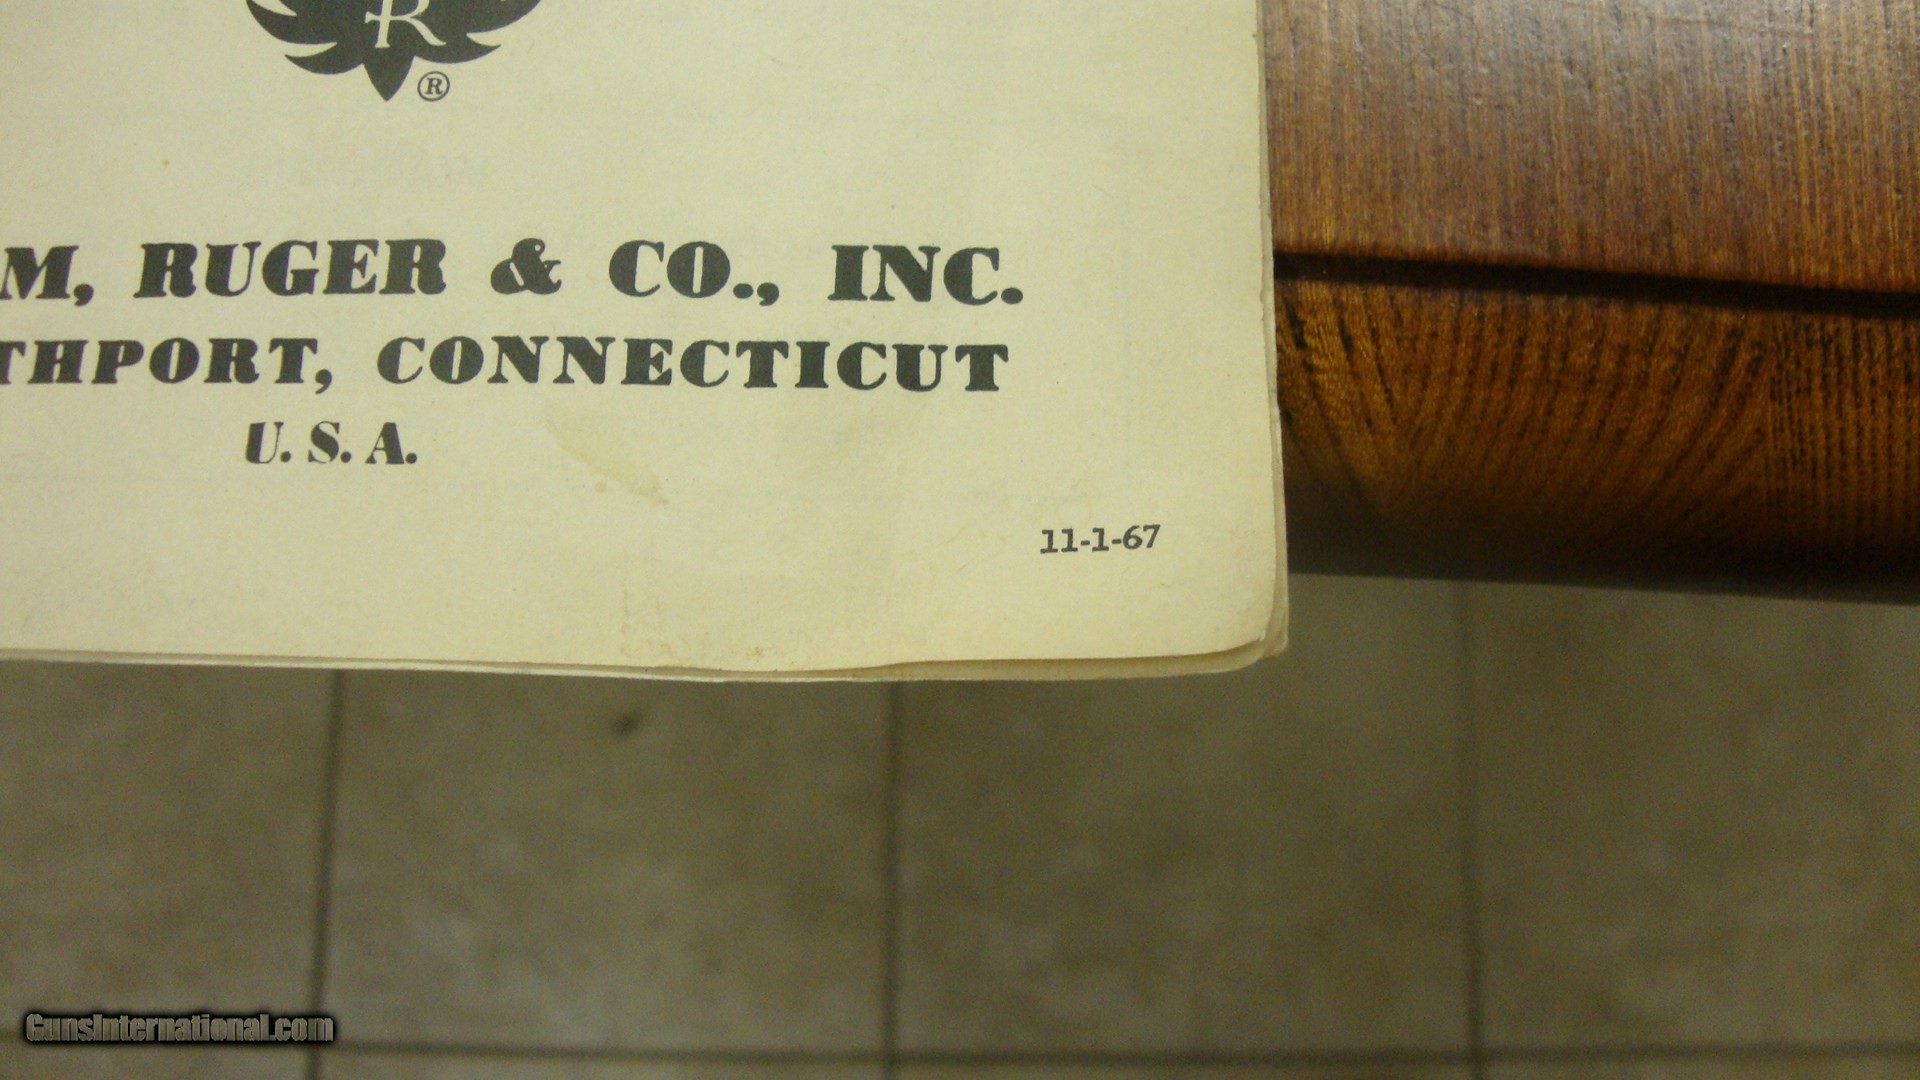 R
®
M, RUGER & CO., INC.
THPORT, CONNECTICUT
U. S. A.
11-1-67
GunsInternational.com